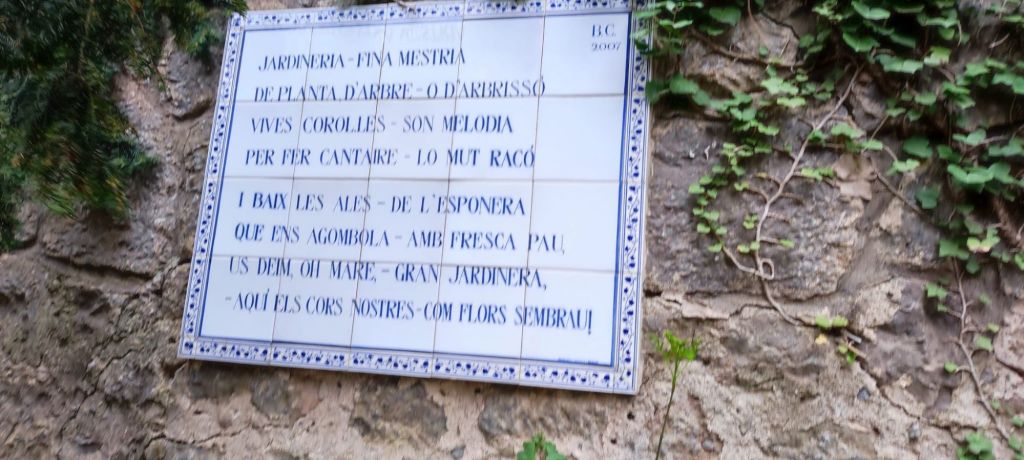 B.C.
2007
JARDINERIA - FINA MESTRIA
DE PLANTA, D'ARBRE - O D'ARBRISSÓ
VIVES COROLLES - SON MELODIA
PER FER CANTAIRE - LO MUT RACÓ
I BAIX LES ALES - DE L'ESPONERA
QUE ENS AGOMBOLA - AMB FRESCA PAU,
US DEIM, OH MARE, - GRAN JARDINERA,
- AQUÍ ELS CORS NOSTRES - COM FLORS SEMBRAU!